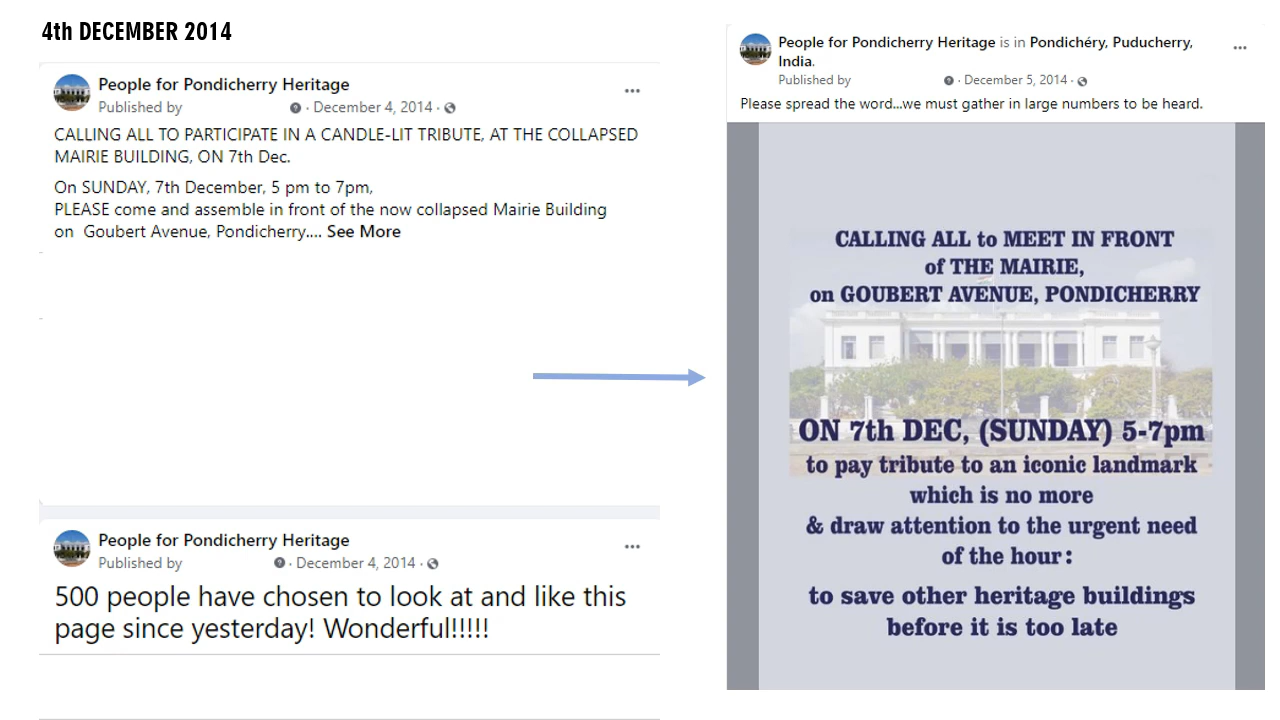 4th DECEMBER 2014
People for Pondicherry Heritage
Published by · December 4, 2014 ·
CALLING ALL TO PARTICIPATE IN A CANDLE-LIT TRIBUTE, AT THE COLLAPSED
MAIRIE BUILDING, ON 7th Dec.
On SUNDAY, 7th December, 5 pm to 7pm,
PLEASE come and assemble in front of the now collapsed Mairie Building
on Goubert Avenue, Pondicherry.... See More
People for Pondicherry Heritage
Published by · December 4, 2014 ·
500 people have chosen to look at and like this
page since yesterday! Wonderful!!!!!
People for Pondicherry Heritage is in Pondichéry, Puducherry,
India.
Published by · December 5, 2014 ·
Please spread the word...we must gather in large numbers to be heard.
CALLING ALL to MEET IN FRONT
of THE MAIRIE,
on GOUBERT AVENUE, PONDICHERRY
ON 7th DEC, (SUNDAY) 5-7pm
to pay tribute to an iconic landmark
which is no more
& draw attention to the urgent need
of the hour:
to save other heritage buildings
before it is too late